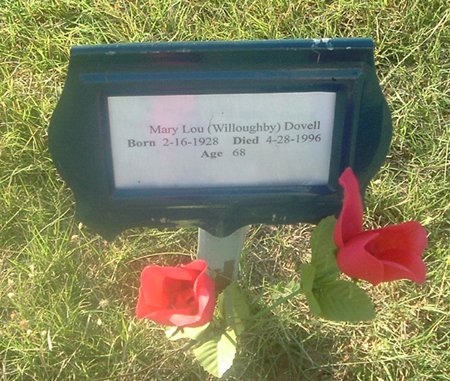 Mary Lou (Willoughby) Dovell
Born 2-16-1928 Died 4-28-1996
Age 68